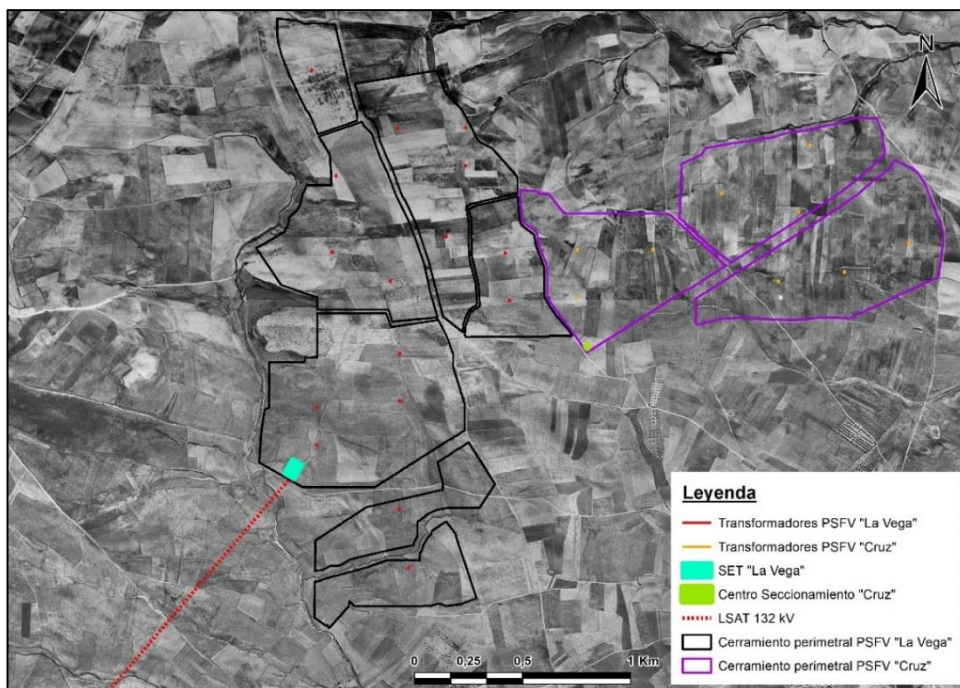 N
Leyenda
Transformadores PSFV "La Vega"
Transformadores PSFV "Cruz"
SET "La Vega"
Centro Seccionamiento "Cruz"
LSAT 132 kV
Cerramiento perimetral PSFV "La Vega"
Cerramiento perimetral PSFV "Cruz"
0 0,25 0,5 1 Km